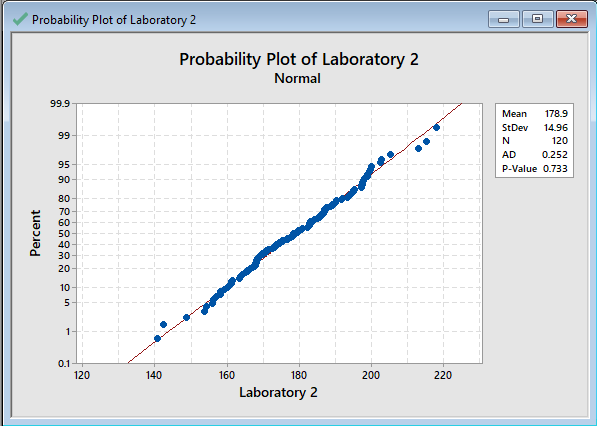 Probability Plot of Laboratory 2
Probability Plot of Laboratory 2
Normal
99.9
99
95
90
80
70
60
50
40
30
20
10
5
1
0.1
Percent
120 140 160 180 200 220
Laboratory 2
Mean 178.9
StDev 14.96
N 120
AD 0.252
P-Value 0.733